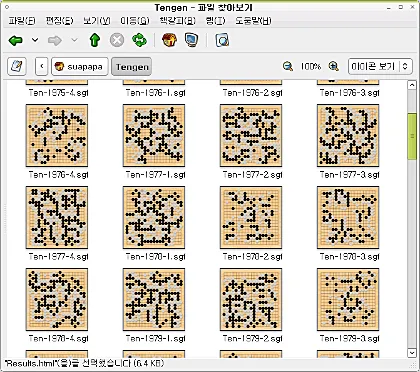 Tengen - 파일 찾아보기
파일(F) 편집(E) 보기(V) 이동(G) 책갈피(B) 탭(T) 도움말(H)
suapapa Tengen 100% 아이콘 보기
Ten-1975-4.sgf Ten-1976-1.sgf Ten-1976-2.sgf Ten-1976-3.sgf
Ten-1976-4.sgf Ten-1977-1.sgf Ten-1977-2.sgf Ten-1977-3.sgf
Ten-1977-4.sgf Ten-1978-1.sgf Ten-1978-2.sgf Ten-1978-3.sgf
Ten-1978-4.sgf Ten-1979-1.sgf Ten-1979-2.sgf Ten-1979-3.sgf
"Results.html"(을)를 선택했습니다 (6.4 KB)